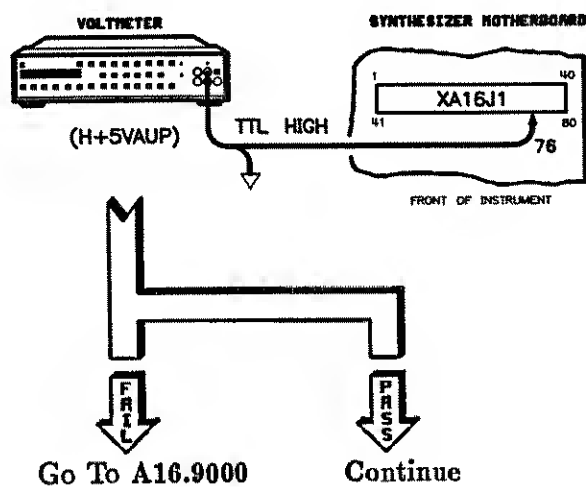 VOLTMETER
SYNTHESIZER MOTHERBOARD
1
40
XA16J1
(H+5VAUP)
TTL HIGH
41
80
76
FRONT OF INSTRUMENT
FAIL
PASS
Go To A16.9000
Continue